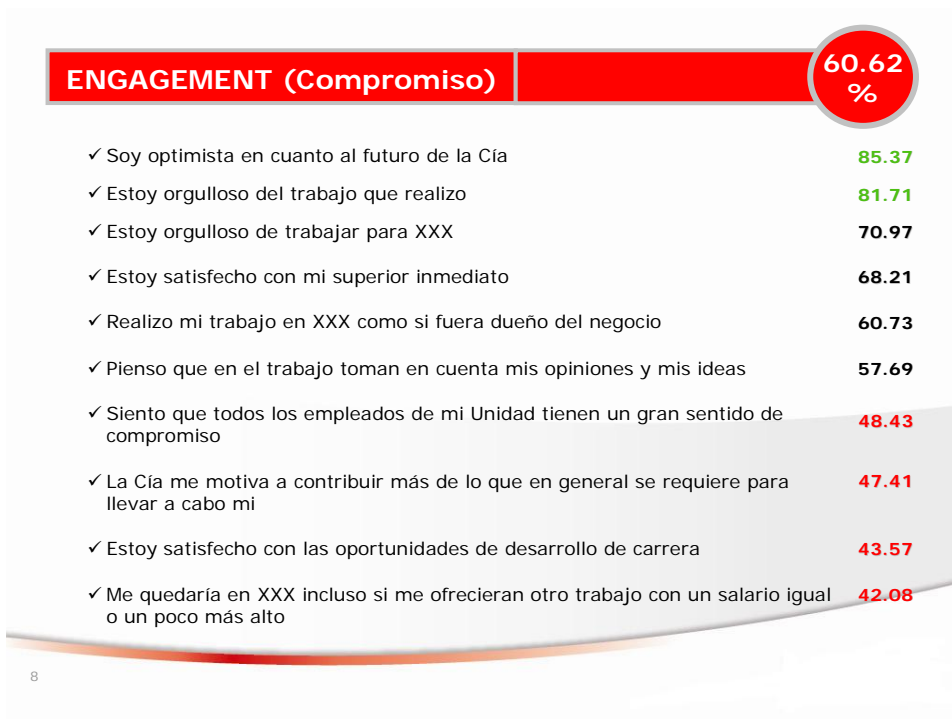 ENGAGEMENT (Compromiso)
60.62
%
✓ Soy optimista en cuanto al futuro de la Cía 85.37
✓ Estoy orgulloso del trabajo que realizo 81.71
✓ Estoy orgulloso de trabajar para XXX 70.97
✓ Estoy satisfecho con mi superior inmediato 68.21
✓ Realizo mi trabajo en XXX como si fuera dueño del negocio 60.73
✓ Pienso que en el trabajo toman en cuenta mis opiniones y mis ideas 57.69
✓ Siento que todos los empleados de mi Unidad tienen un gran sentido de
compromiso 48.43
✓ La Cía me motiva a contribuir más de lo que en general se requiere para 47.41
llevar a cabo mi
✓ Estoy satisfecho con las oportunidades de desarrollo de carrera 43.57
✓ Me quedaría en XXX incluso si me ofrecieran otro trabajo con un salario igual 42.08
o un poco más alto
8